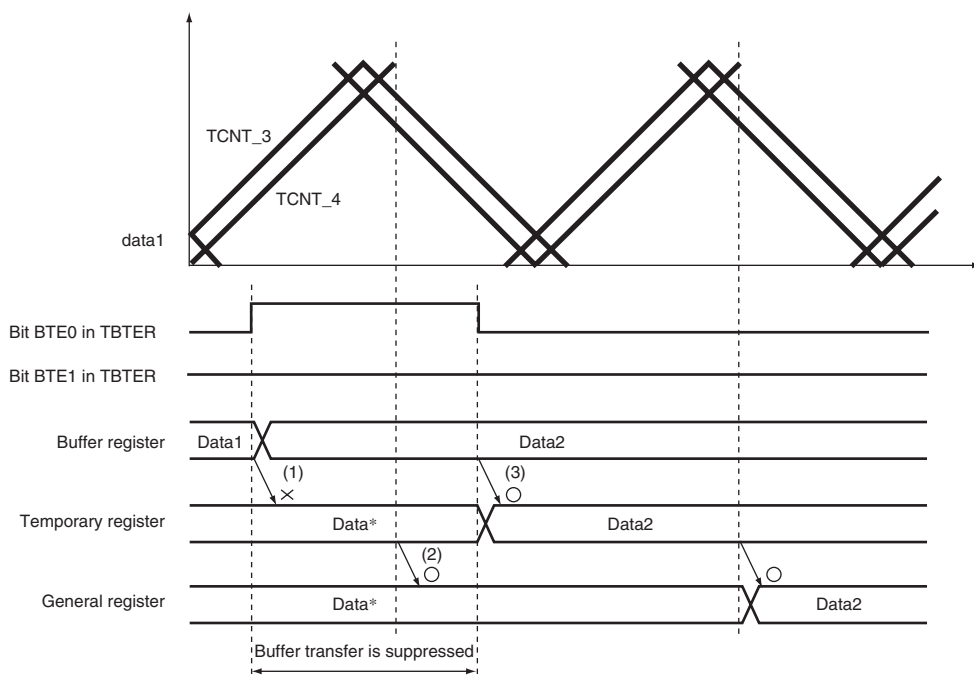 TCNT_3
TCNT_4
data1
Bit BTE0 in TBTER
Bit BTE1 in TBTER
Buffer register
Data1
Data2
(1)
(3)
Temporary register
Data*
Data2
(2)
General register
Data*
Data2
Buffer transfer is suppressed